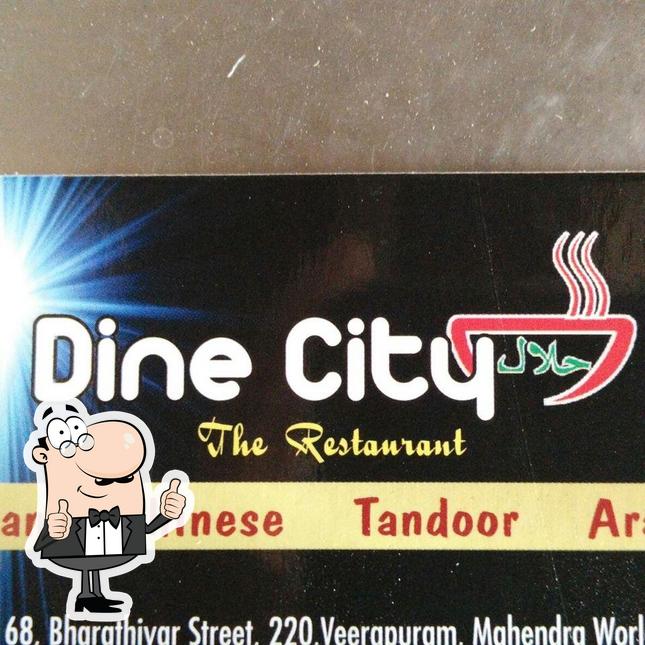 Dine City حلال
The Restaurant
Tandoor
68, Bharathiyar Street, 220,Veerapuram, Mahendra